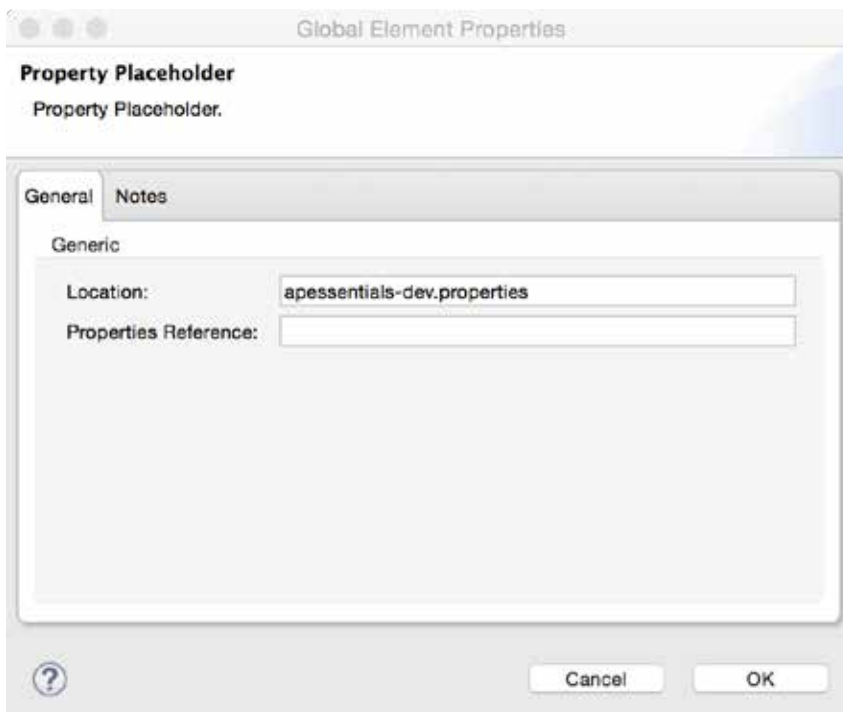 Global Element Properties
Property Placeholder
Property Placeholder.
General Notes
Generic
Location: apessentials-dev.properties
Properties Reference:
? Cancel OK